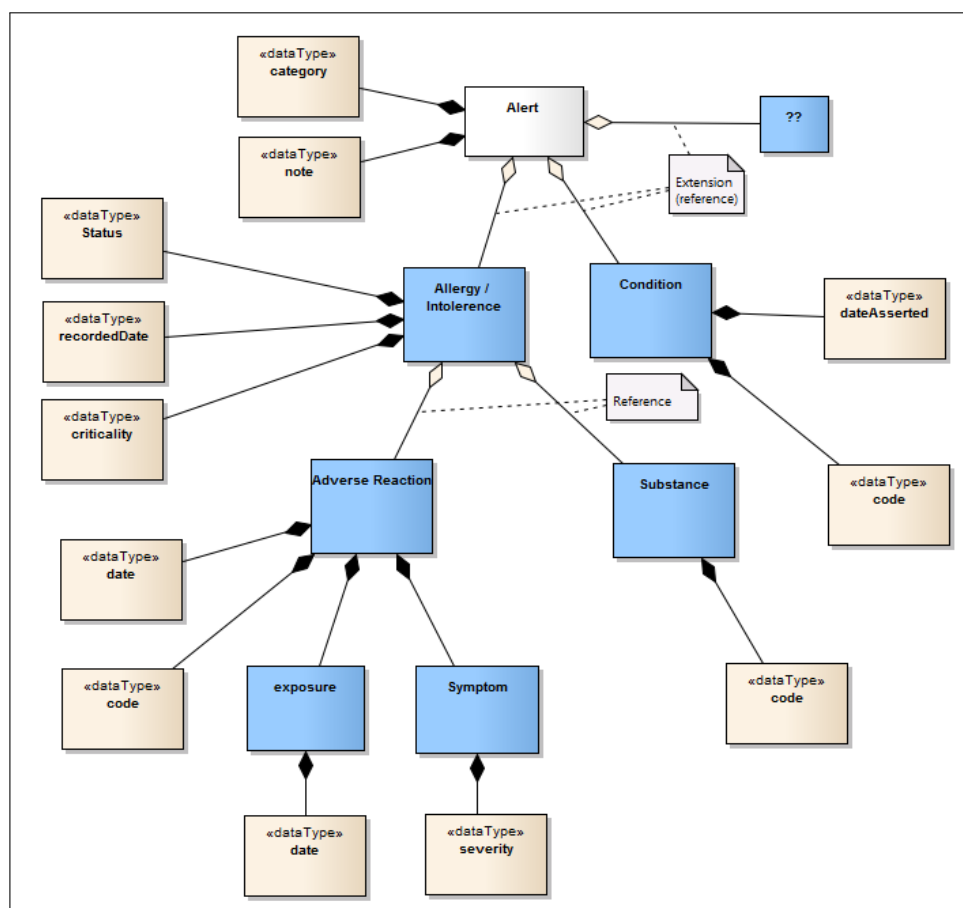 «dataType»
category
Alert
??
«dataType»
note
Extension
(reference)
«dataType»
Status
Allergy /
Intolerence
Condition
«dataType»
dateAsserted
«dataType»
recordedDate
Reference
«dataType»
criticality
Adverse Reaction
Substance
«dataType»
code
«dataType»
date
«dataType»
code
exposure
Symptom
«dataType»
code
«dataType»
date
«dataType»
severity